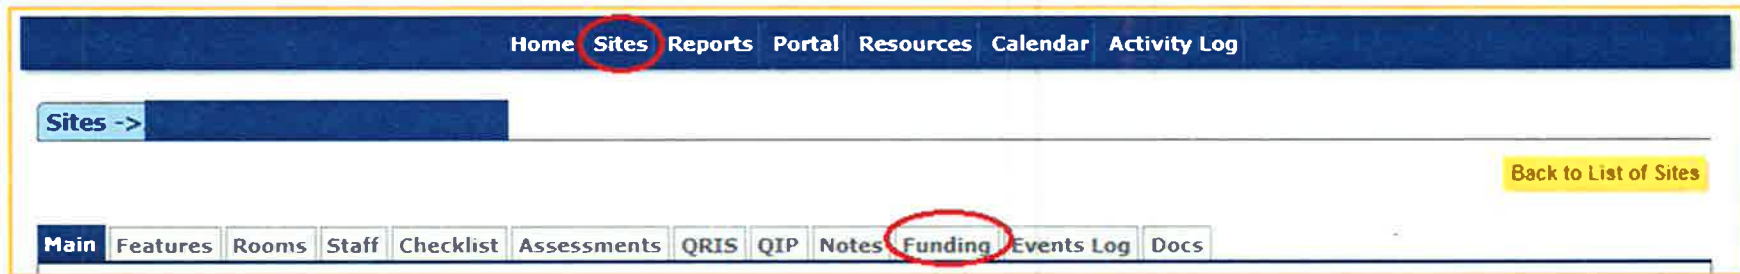 Home Sites Reports Portal Resources Calendar Activity Log
Sites ->
Back to List of Sites
Main Features Rooms Staff Checklist Assessments QRIS QIP Notes Funding Events Log Docs